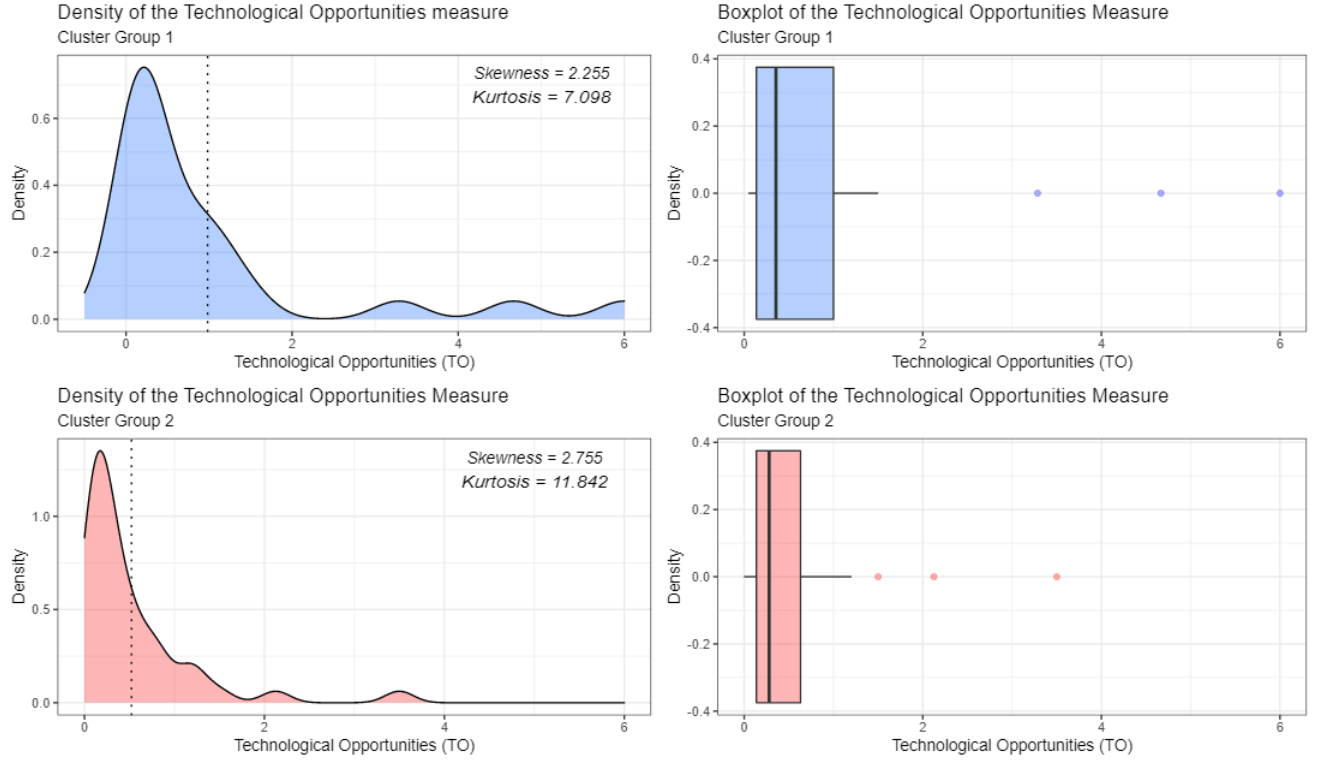 Density of the Technological Opportunities measure
Cluster Group 1
Skewness = 2.255
Kurtosis = 7.098
Density
0.6
0.4
0.2
0.0
0 2 4 6
Technological Opportunities (TO)
Boxplot of the Technological Opportunities Measure
Cluster Group 1
Density
0.4
0.2
0.0
-0.2
-0.4
0 2 4 6
Technological Opportunities (TO)
Density of the Technological Opportunities Measure
Cluster Group 2
Skewness = 2.755
Kurtosis = 11.842
Density
1.0
0.5
0.0
0 2 4 6
Technological Opportunities (TO)
Boxplot of the Technological Opportunities Measure
Cluster Group 2
Density
0.4
0.2
0.0
-0.2
-0.4
0 2 4 6
Technological Opportunities (TO)